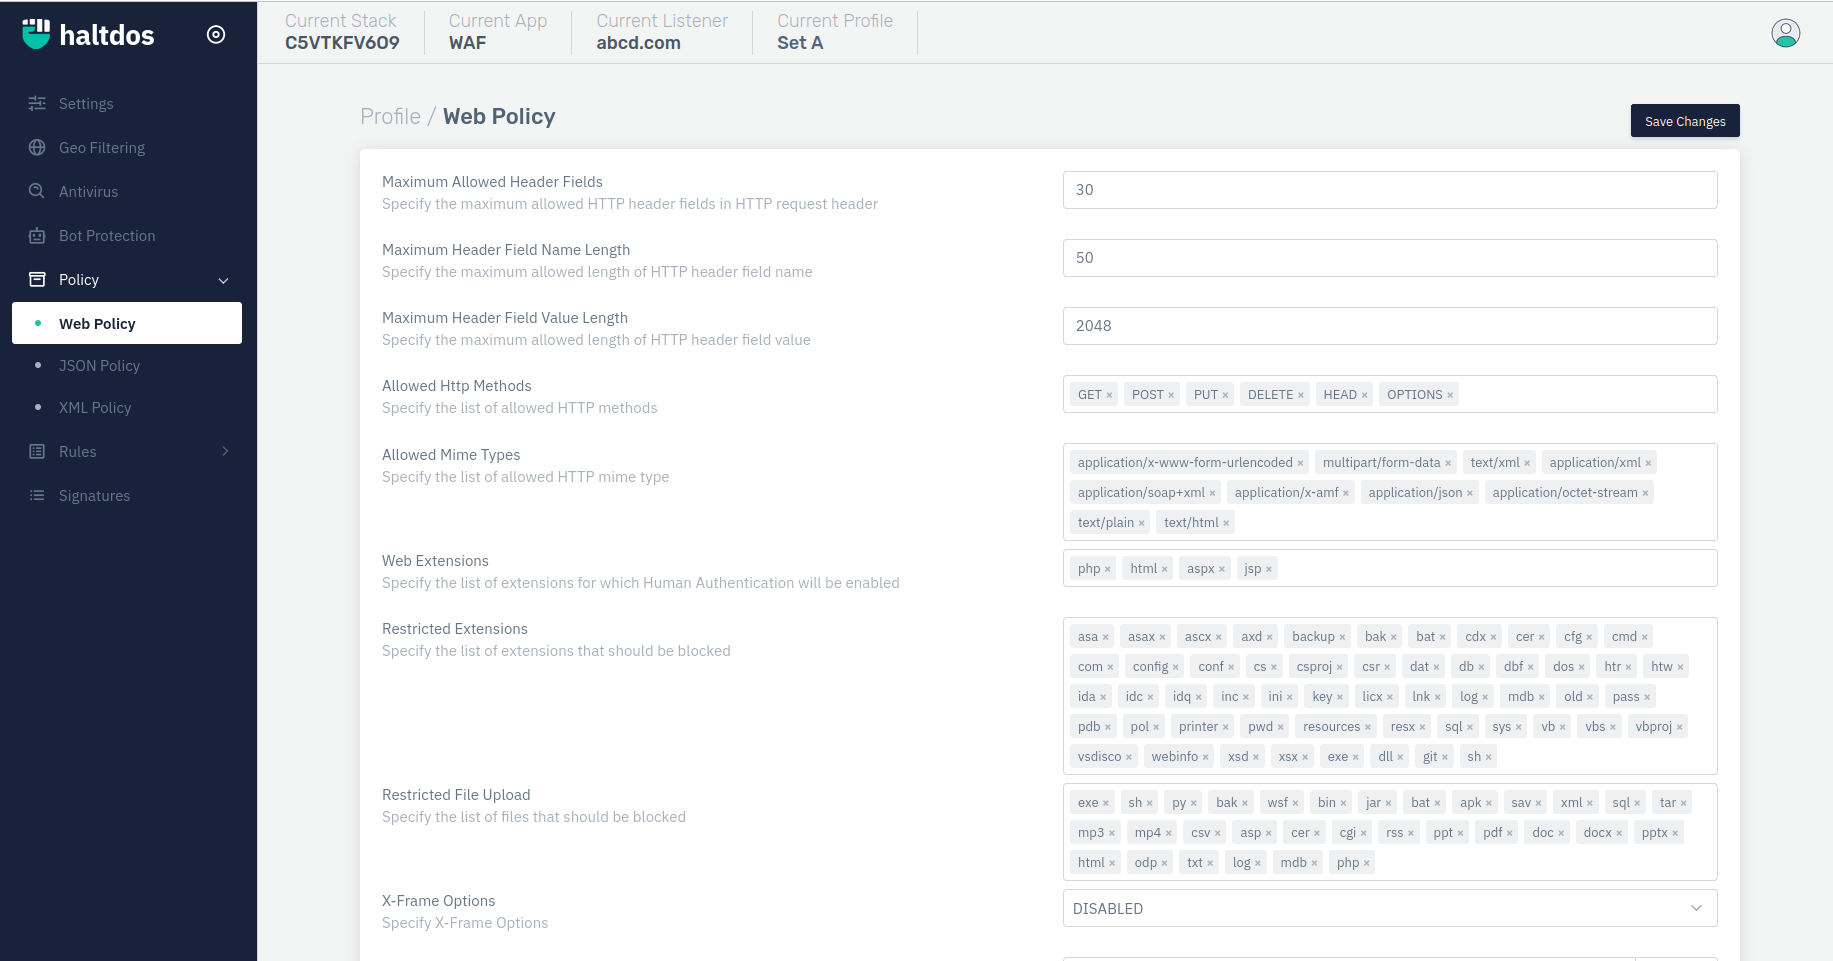 haltdos
Current Stack
C5VTKFV6O9
Current App
WAF
Current Listener
abcd.com
Current Profile
Set A
Settings
Geo Filtering
Antivirus
Bot Protection
Policy
Web Policy
JSON Policy
XML Policy
Rules
Signatures
Profile / Web Policy
Save Changes
Maximum Allowed Header Fields
Specify the maximum allowed HTTP header fields in HTTP request header
30
Maximum Header Field Name Length
Specify the maximum allowed length of HTTP header field name
50
Maximum Header Field Value Length
Specify the maximum allowed length of HTTP header field value
2048
Allowed Http Methods
Specify the list of allowed HTTP methods
GET × POST × PUT × DELETE × HEAD × OPTIONS ×
Allowed Mime Types
Specify the list of allowed HTTP mime type
application/x-www-form-urlencoded × multipart/form-data × text/xml × application/xml ×
application/soap+xml × application/x-amf × application/json × application/octet-stream ×
text/plain × text/html ×
Web Extensions
Specify the list of extensions for which Human Authentication will be enabled
php × html × aspx × jsp ×
Restricted Extensions
Specify the list of extensions that should be blocked
asa × asax × ascx × axd × backup × bak × bat × cdx × cer × cfg × cmd ×
com × config × conf × cs × csproj × csr × dat × db × dbf × dos × htr × htw ×
ida × idc × idq × inc × ini × key × licx × lnk × log × mdb × old × pass ×
pdb × pol × printer × pwd × resources × resx × sql × sys × vb × vbs × vbproj ×
vsdisco × webinfo × xsd × xsx × exe × dll × git × sh ×
Restricted File Upload
Specify the list of files that should be blocked
exe × sh × py × bak × wsf × bin × jar × bat × apk × sav × xml × sql × tar ×
mp3 × mp4 × csv × asp × cer × cgi × rss × ppt × pdf × doc × docx × pptx ×
html × odp × txt × log × mdb × php ×
X-Frame Options
Specify X-Frame Options
DISABLED